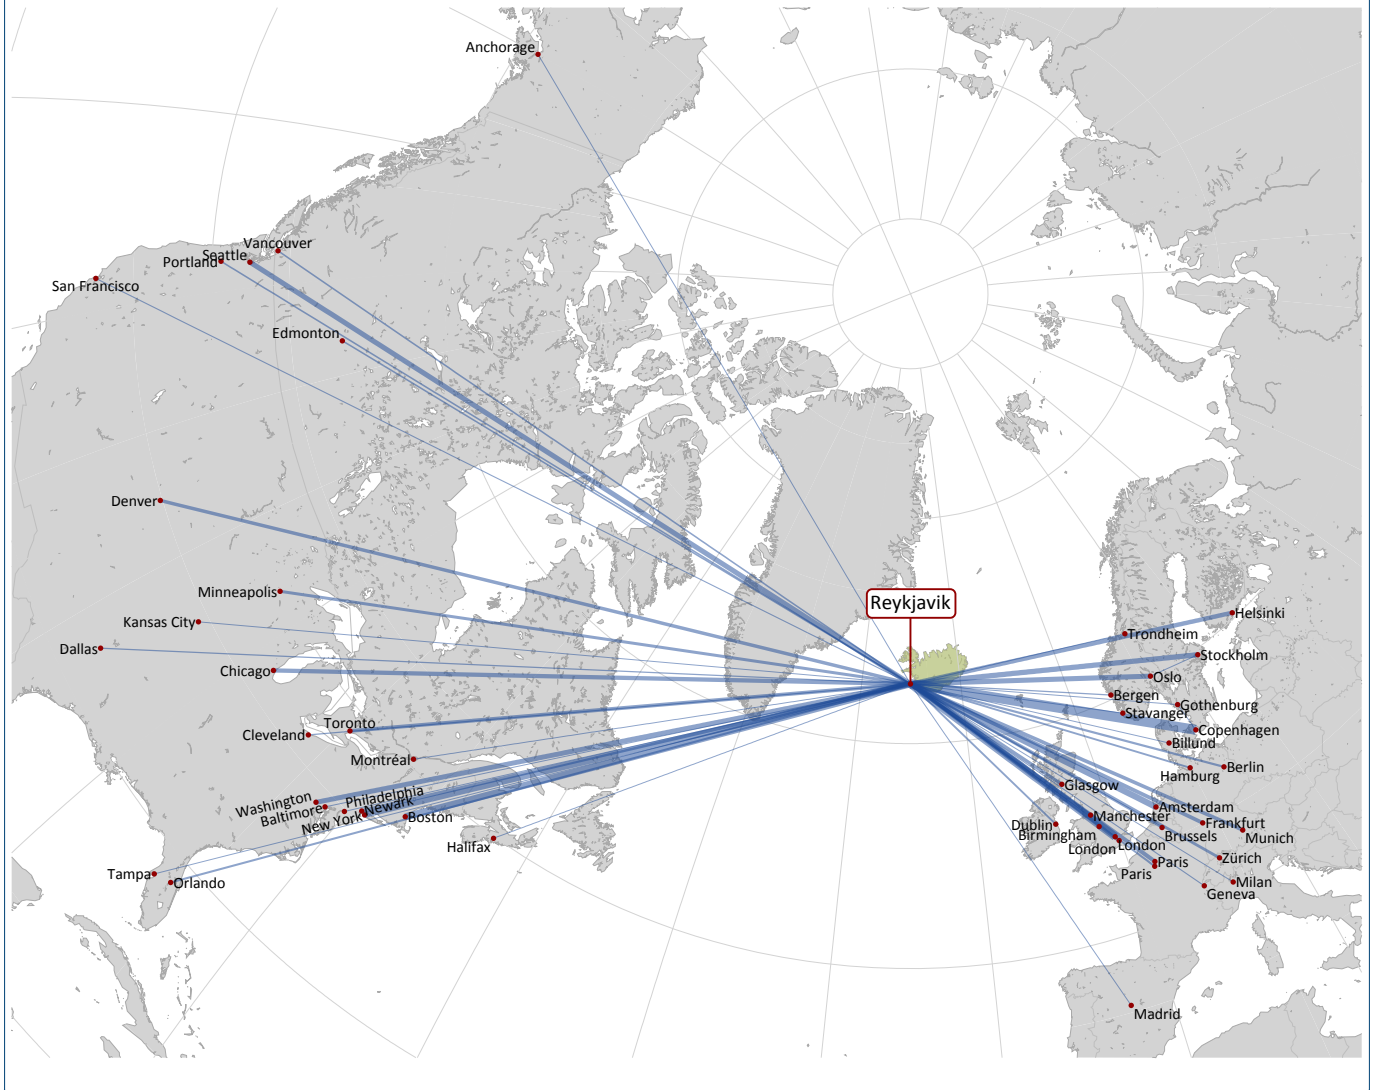 Anchorage
Vancouver
Seattle
Portland
San Francisco
Edmonton
Denver
Minneapolis
Reykjavik
Helsinki
Kansas City
Trondheim
Dallas
Stockholm
Chicago
Oslo
Bergen
Gothenburg
Stavanger
Toronto
Cleveland
Copenhagen
Billund
Montréal
Berlin
Hamburg
Glasgow
Washington
Philadelphia
Baltimore
Newark
New York
Boston
Amsterdam
Manchester
Frankfurt
Dublin
Birmingham
Brussels
Munich
London
London
Halifax
Zürich
Paris
Paris
Tampa
Orlando
Milan
Geneva
Madrid